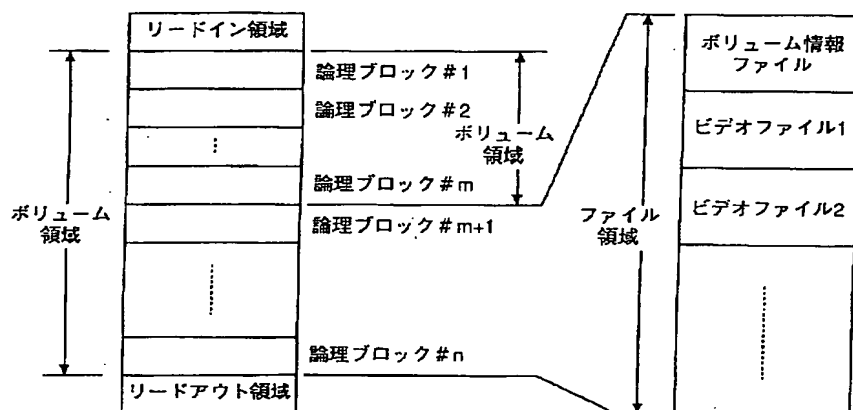 リードイン領域
論理ブロック#1
論理ブロック#2
⋮
論理ブロック#m
論理ブロック#m+1
論理ブロック#n
リードアウト領域
ボリューム
領域
ボリューム
領域
ファイル
領域
ボリューム情報
ファイル
ビデオファイル1
ビデオファイル2